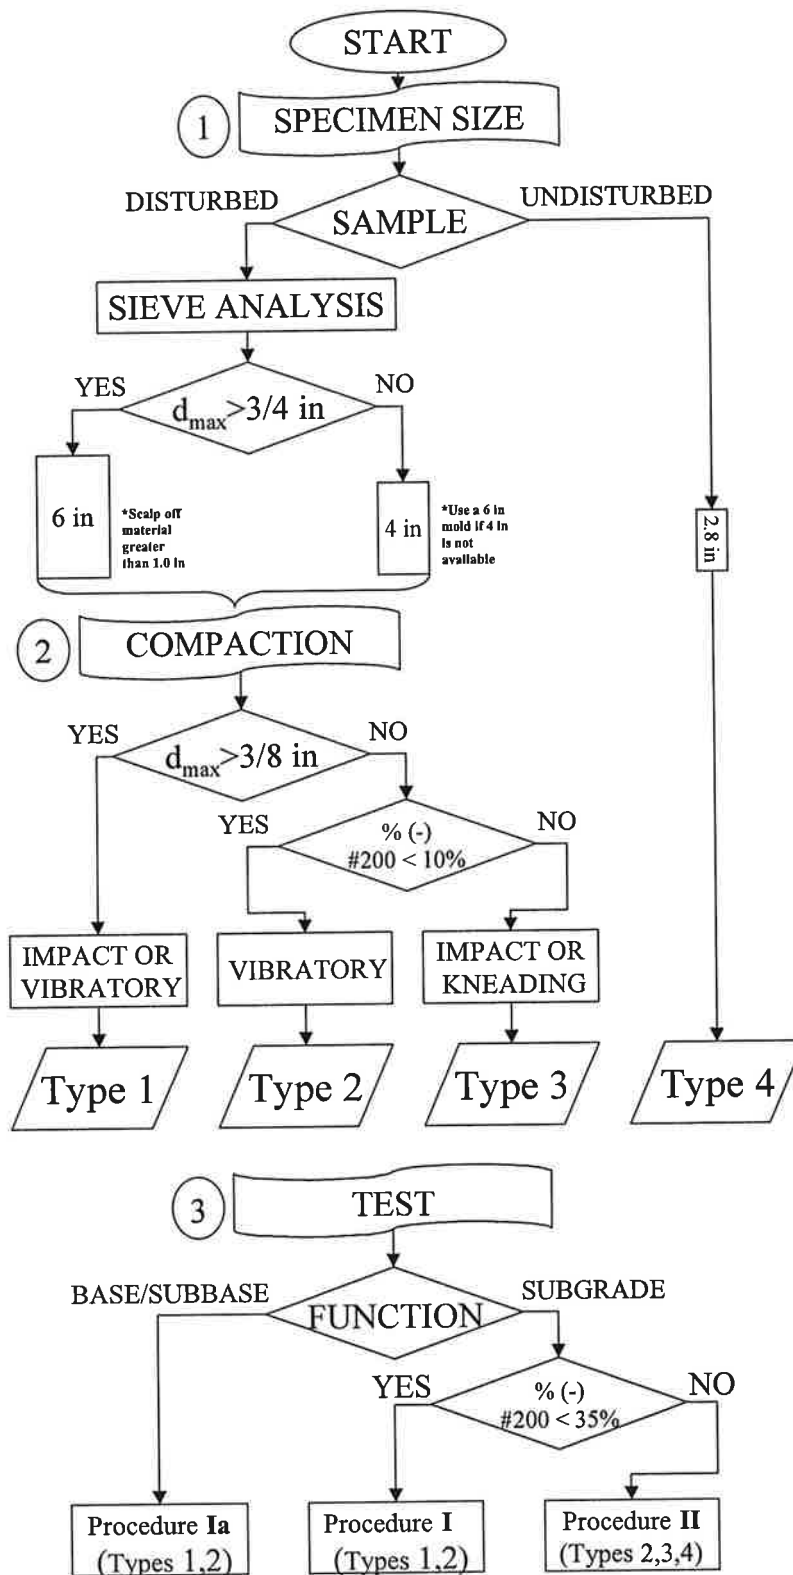 START
1
SPECIMEN SIZE
DISTURBED
UNDISTURBED
SAMPLE
SIEVE ANALYSIS
YES
NO
dmax>3/4 in
6 in
*Scalp off
material
greater
than 1.0 in
4 in
*Use a 6 in
mold if 4 in
is not
available
2.8 in
2
COMPACTION
YES
NO
dmax>3/8 in
YES
NO
% (-)
#200 < 10%
IMPACT OR
VIBRATORY
VIBRATORY
IMPACT OR
KNEADING
Type 1
Type 2
Type 3
Type 4
3
TEST
BASE/SUBBASE
SUBGRADE
FUNCTION
YES
NO
% (-)
#200 < 35%
Procedure Ia
(Types 1,2)
Procedure I
(Types 1,2)
Procedure II
(Types 2,3,4)